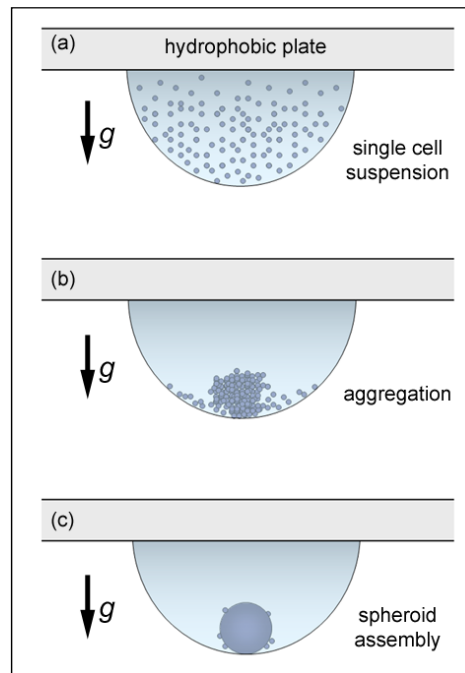 (a)
hydrophobic plate
g
single cell
suspension
(b)
g
aggregation
(c)
g
spheroid
assembly